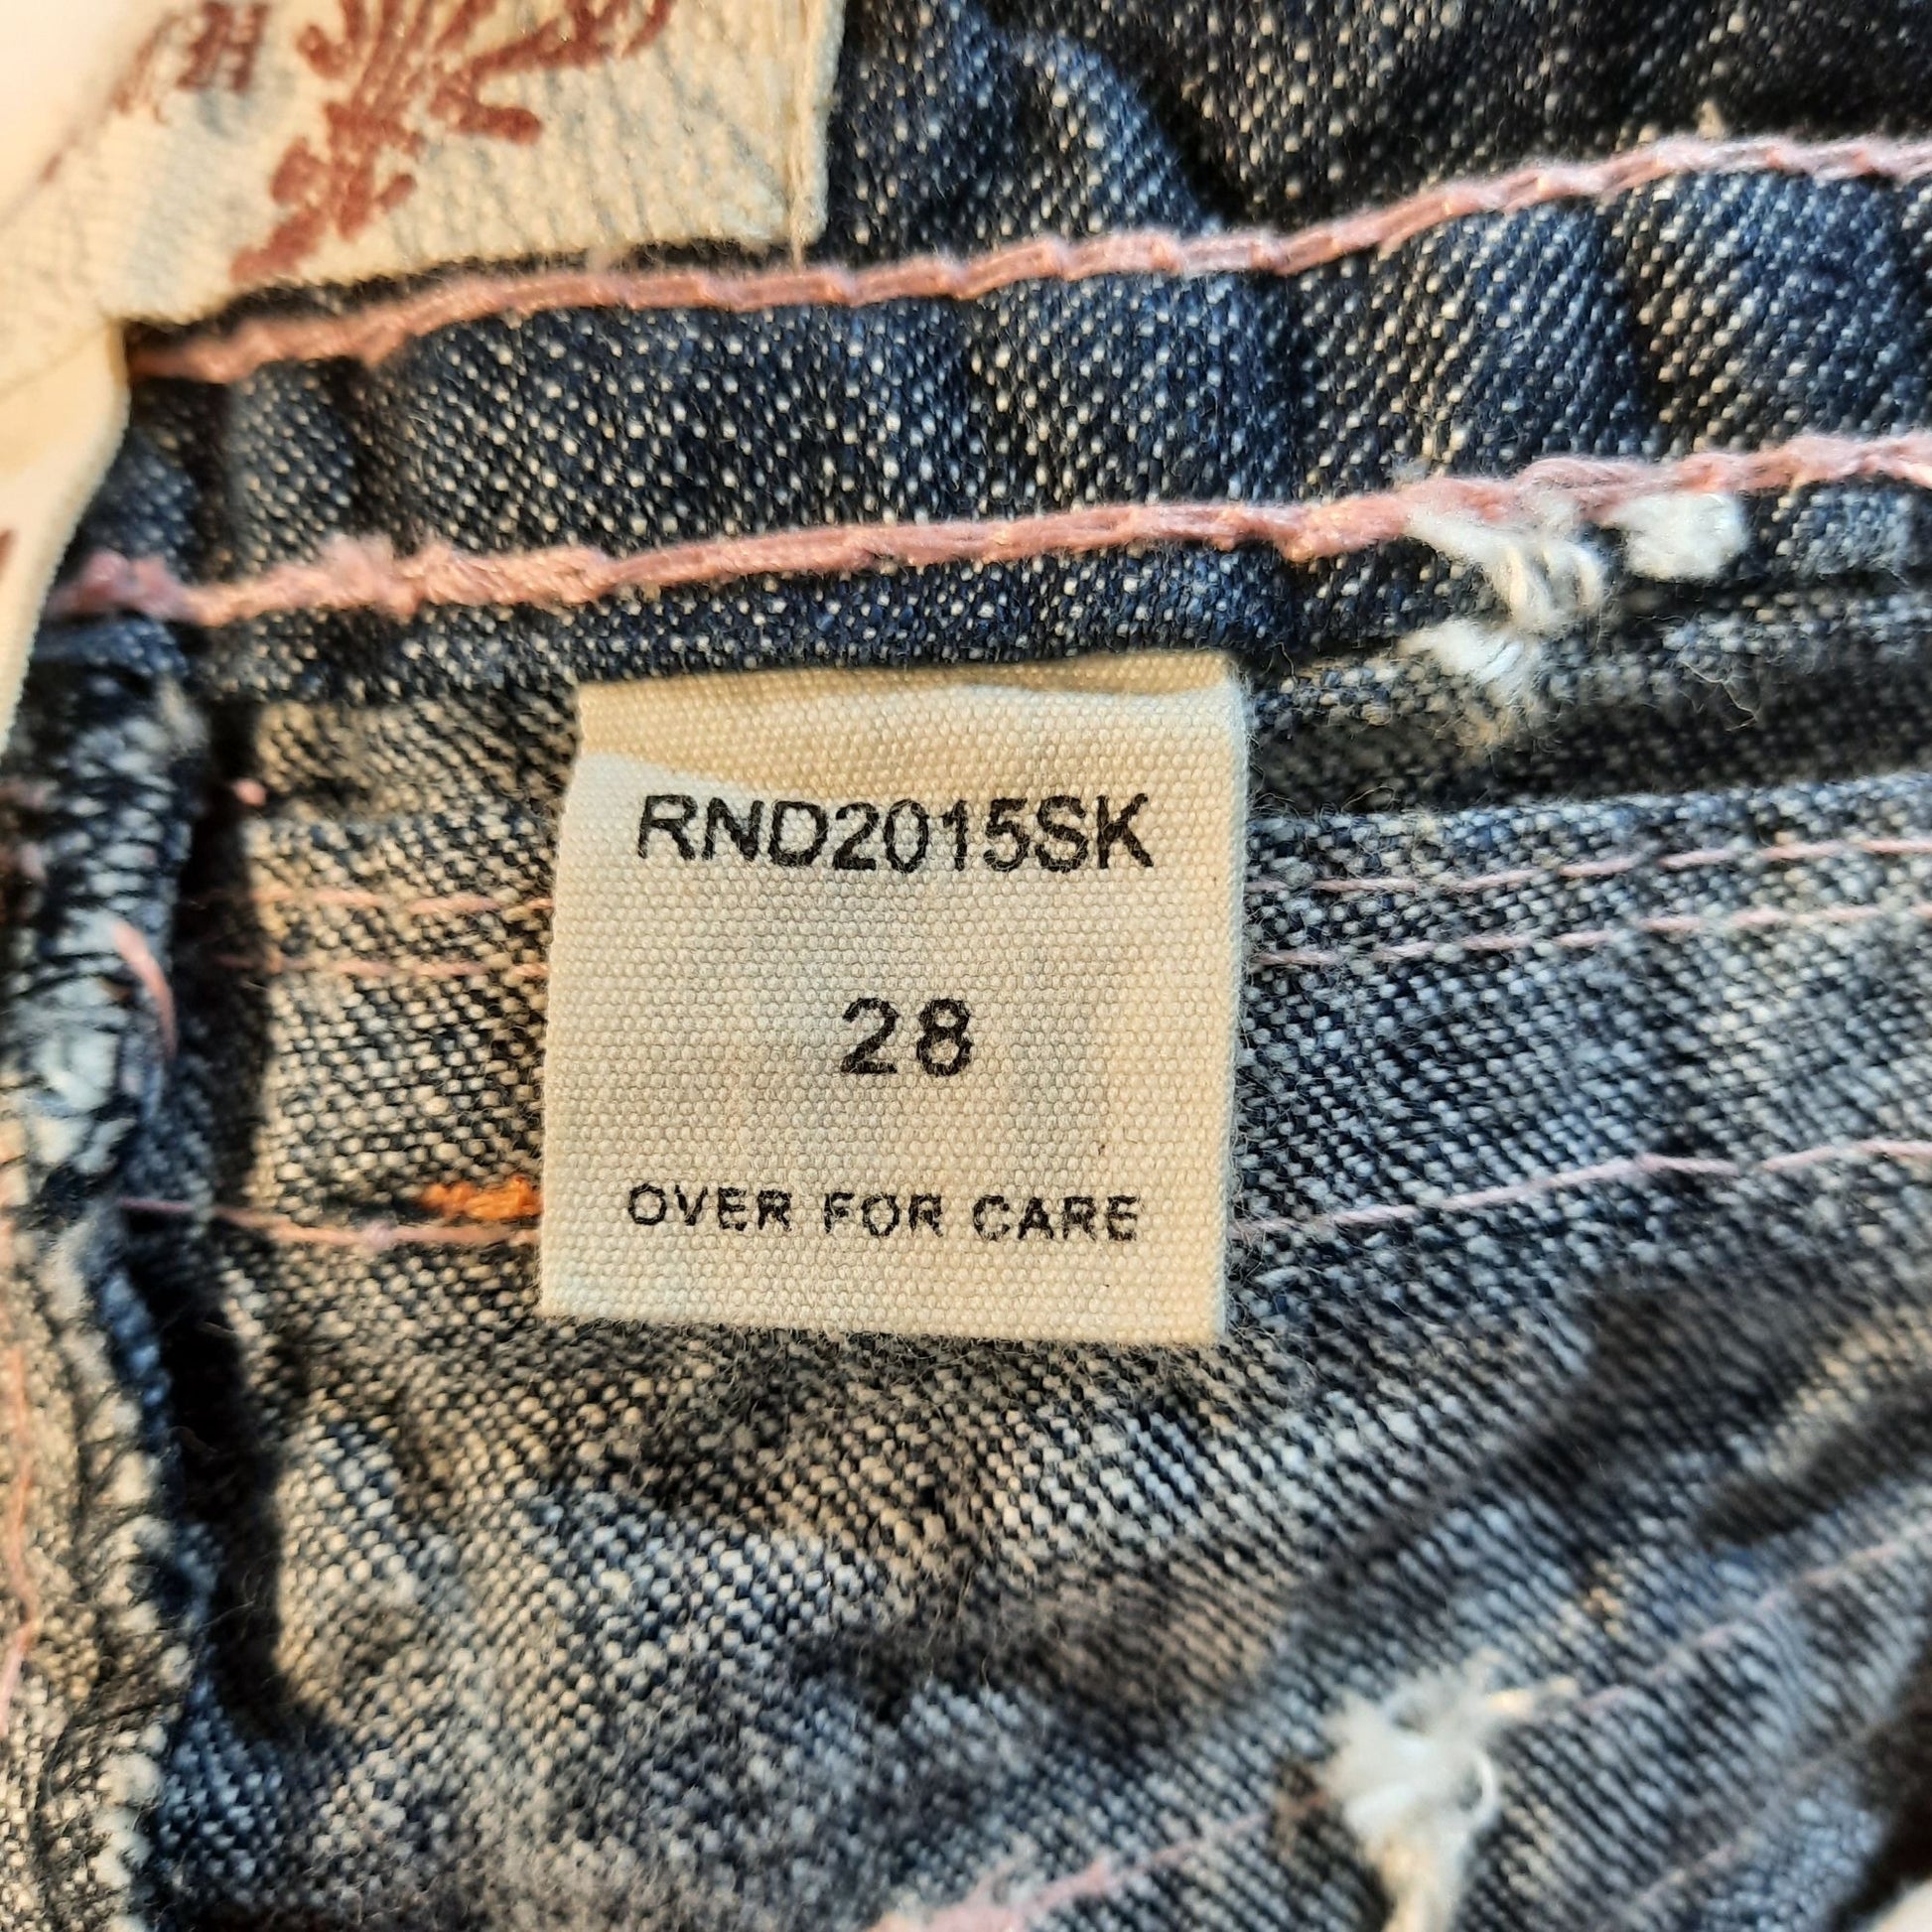 RND2015SK
28
OVER FOR CARE